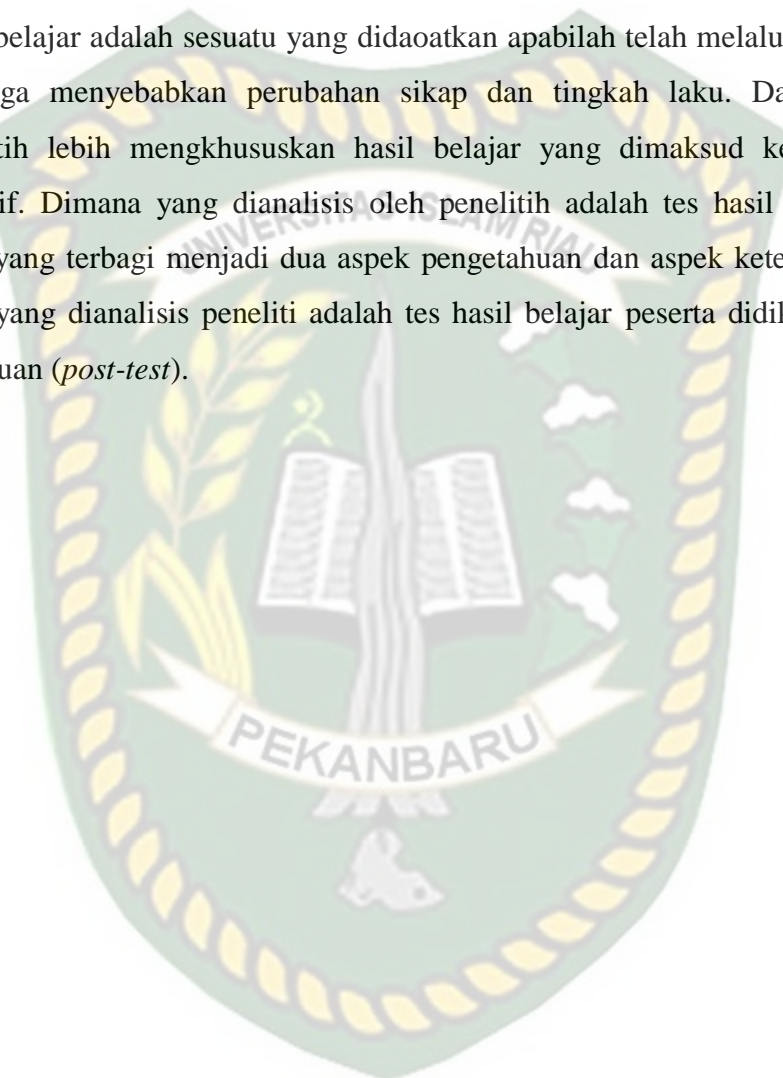 belajar adalah sesuatu yang didaoatkan apabilah telah melalu
ga menyebabkan perubahan sikap dan tingkah laku. Da
tih lebih mengkhususkan hasil belajar yang dimaksud ke
if. Dimana yang dianalisis oleh penelitih adalah tes hasil
yang terbagi menjadi dua aspek pengetahuan dan aspek kete
yang dianalisis peneliti adalah tes hasil belajar peserta didik
uan (post-test).
UNIVERSITAS ISLAM RIAU
PEKANBARU